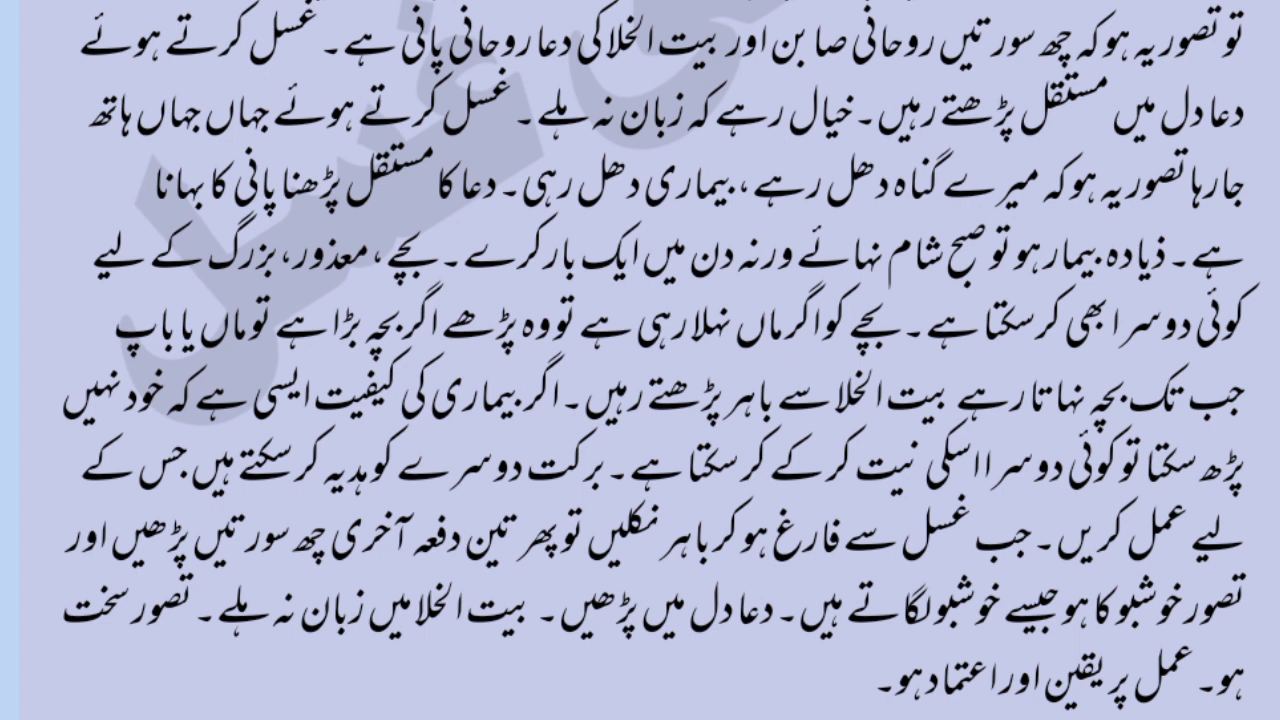 تو تصور یہ ہو کہ چھ سورتیں روحانی صابن اور بیت الخلا کی دعا روحانی پانی ہے۔ غسل کرتے ہوئے
دعا دل میں مستقل پڑھتے رہیں۔ خیال رہے کہ زبان نہ ہلے۔ غسل کرتے ہوئے جہاں جہاں ہاتھ
جا رہا تصور یہ ہو کہ میرے گناہ دھل رہے، بیماری دھل رہی۔ دعا کا مستقل پڑھنا پانی کا بہانا
ہے۔ ذیادہ بیمار ہو تو صبح شام نہائے ورنہ دن میں ایک بار کرے۔ بچے، معذور، بزرگ کے لیے
کوئی دوسرا بھی کر سکتا ہے۔ بچے کو اگر ماں نہلا رہی ہے تو وہ پڑھے اگر بچہ بڑا ہے تو ماں یا باپ
جب تک بچہ نہاتا رہے بیت الخلا سے باہر پڑھتے رہیں۔ اگر بیماری کی کیفیت ایسی ہے کہ خود نہیں
پڑھ سکتا تو کوئی دوسرا اسکی نیت کر کے کر سکتا ہے۔ برکت دوسرے کو ہدیہ کر سکتے ہیں جس کے
لیے عمل کریں۔ جب غسل سے فارغ ہو کر باہر نکلیں تو پھر تین دفعہ آخری چھ سورتیں پڑھیں اور
تصور خوشبو کا ہو جیسے خوشبو لگاتے ہیں۔ دعا دل میں پڑھیں۔ بیت الخلا میں زبان نہ ہلے۔ تصور سخت
ہو۔ عمل پر یقین اور اعتماد ہو۔